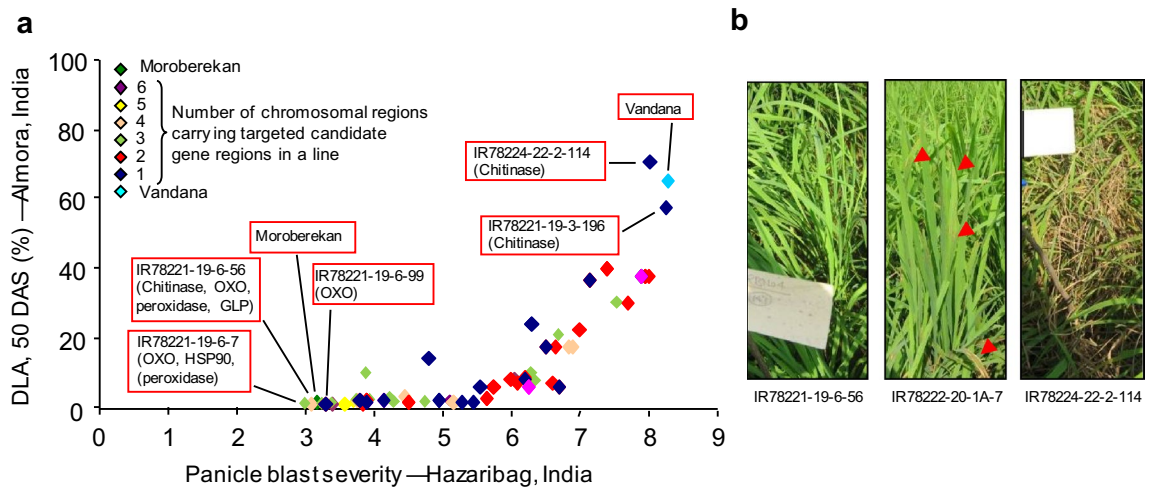 a
b
DLA, 50 DAS (%) —Almora, India
100
80
60
40
20
0
0 1 2 3 4 5 6 7 8 9
Panicle blast severity —Hazaribag, India
Moroberekan
6
5
4
3
2
1
Vandana
Number of chromosomal regions
carrying targeted candidate
gene regions in a line
Vandana
IR78224-22-2-114
(Chitinase)
IR78221-19-3-196
(Chitinase)
Moroberekan
IR78221-19-6-56
(Chitinase, OXO,
peroxidase, GLP)
IR78221-19-6-99
(OXO)
IR78221-19-6-7
(OXO, HSP90,
(peroxidase)
IR78221-19-6-56
IR78222-20-1A-7
IR78224-22-2-114